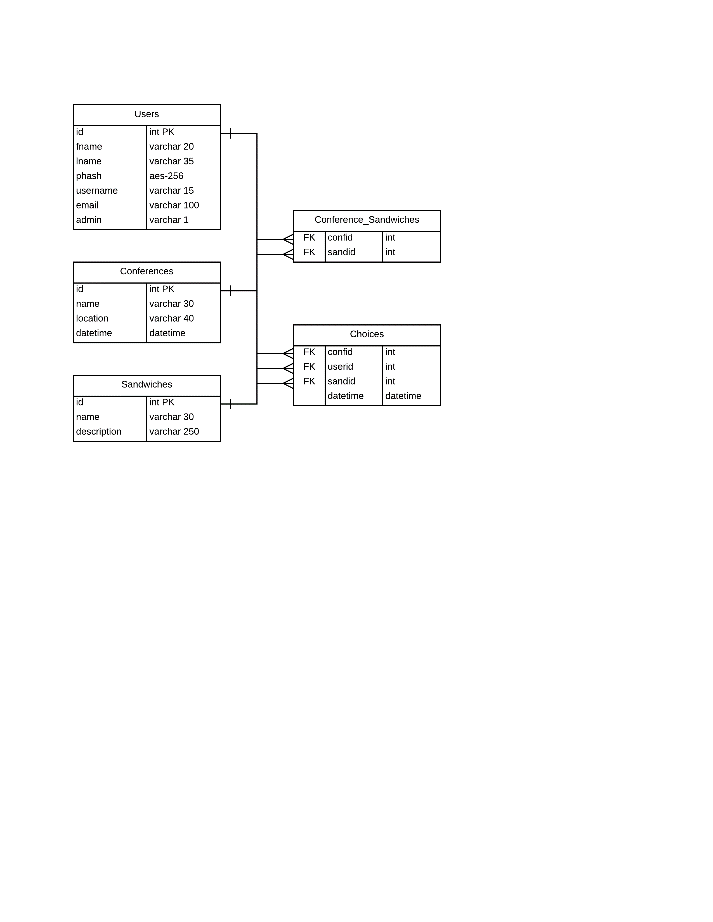 Users
id int PK
fname varchar 20
lname varchar 35
phash aes-256
username varchar 15
email varchar 100
admin varchar 1
Conferences
id int PK
name varchar 30
location varchar 40
datetime datetime
Sandwiches
id int PK
name varchar 30
description varchar 250
Conference_Sandwiches
FK confid int
FK sandid int
Choices
FK confid int
FK userid int
FK sandid int
datetime datetime